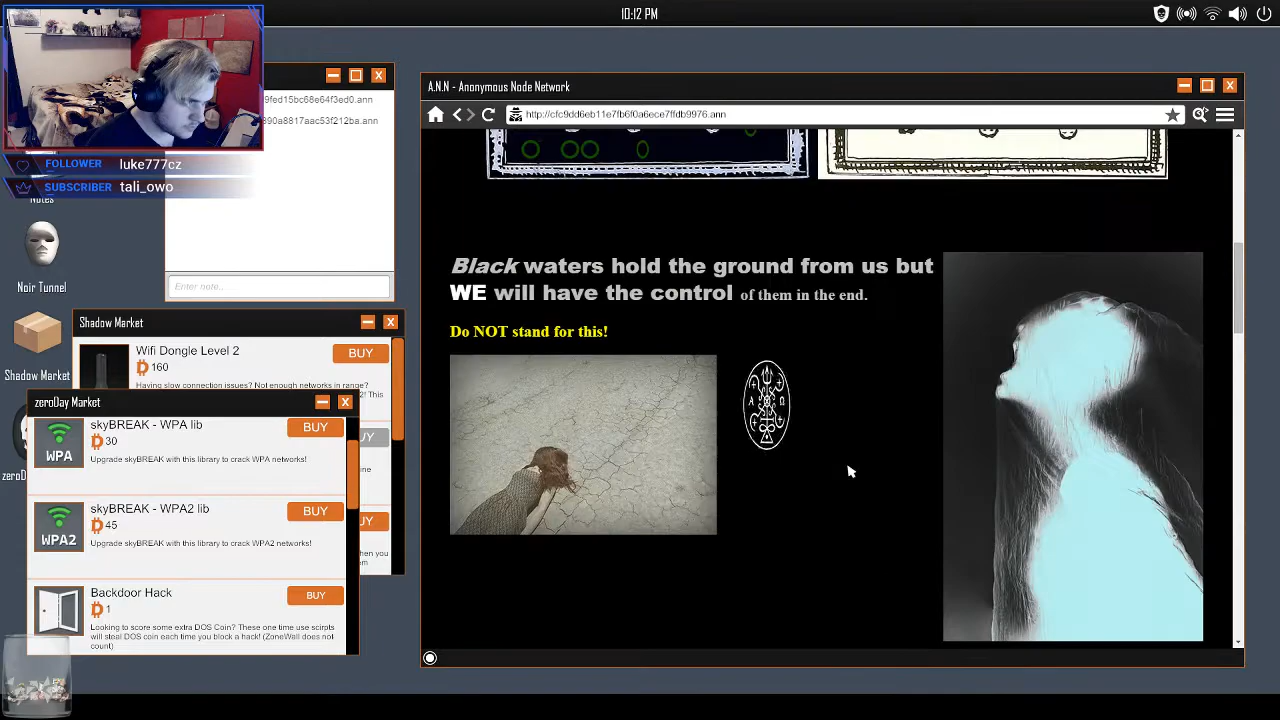 10:12 PM
FOLLOWER luke777cz
SUBSCRIBER tali_owo
9fed15bc68e64f3ed0.ann
390a8817aac53f212ba.ann
Enter note..
Notes
Noir Tunnel
Shadow Market
Shadow Market
Wifi Dongle Level 2
160
BUY
Having slow connection issues? Not enough networks in range?
zeroDay Market
skyBREAK - WPA lib
30
BUY
WPA
Upgrade skyBREAK with this library to crack WPA networks!
skyBREAK - WPA2 lib
45
BUY
WPA2
Upgrade skyBREAK with this library to crack WPA2 networks!
Backdoor Hack
1
BUY
Looking to score some extra DOS Coin? These one time use scirpts
will steal DOS coin each time you block a hack! (ZoneWall does not
count)
A.N.N - Anonymous Node Network
http://cfc9dd6eb11e7fb6f0a6ece7ffdb9976.ann
Black waters hold the ground from us but
WE will have the control of them in the end.
Do NOT stand for this!